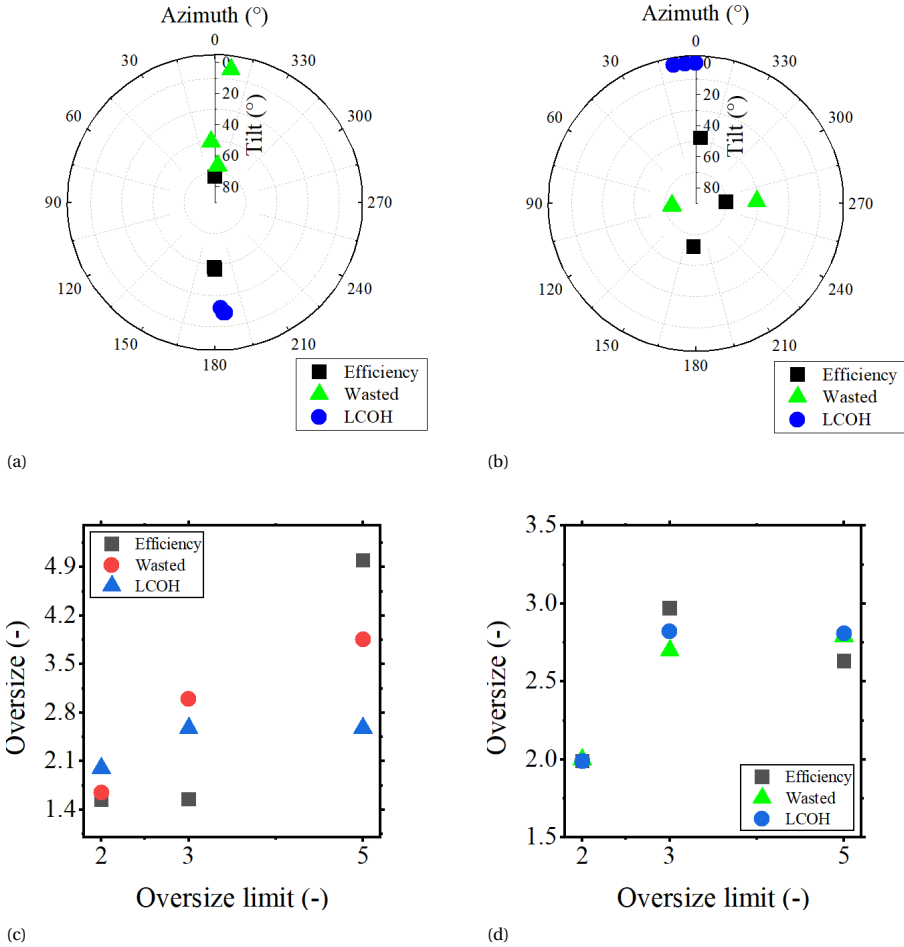 Azimuth (°)
0
30
330
60
300
90
270
120
240
150
210
180
0
20
40
60
80
Tilt (°)
Efficiency
Wasted
LCOH
(a)
Azimuth (°)
0
30
330
60
300
90
270
120
240
150
210
180
0
20
40
60
80
Tilt (°)
Efficiency
Wasted
LCOH
(b)
Efficiency
Wasted
LCOH
4.9
4.2
3.5
2.8
2.1
1.4
Oversize (-)
2 3 5
Oversize limit (-)
(c)
3.5
3.0
2.5
2.0
1.5
Oversize (-)
Efficiency
Wasted
LCOH
2 3 5
Oversize limit (-)
(d)